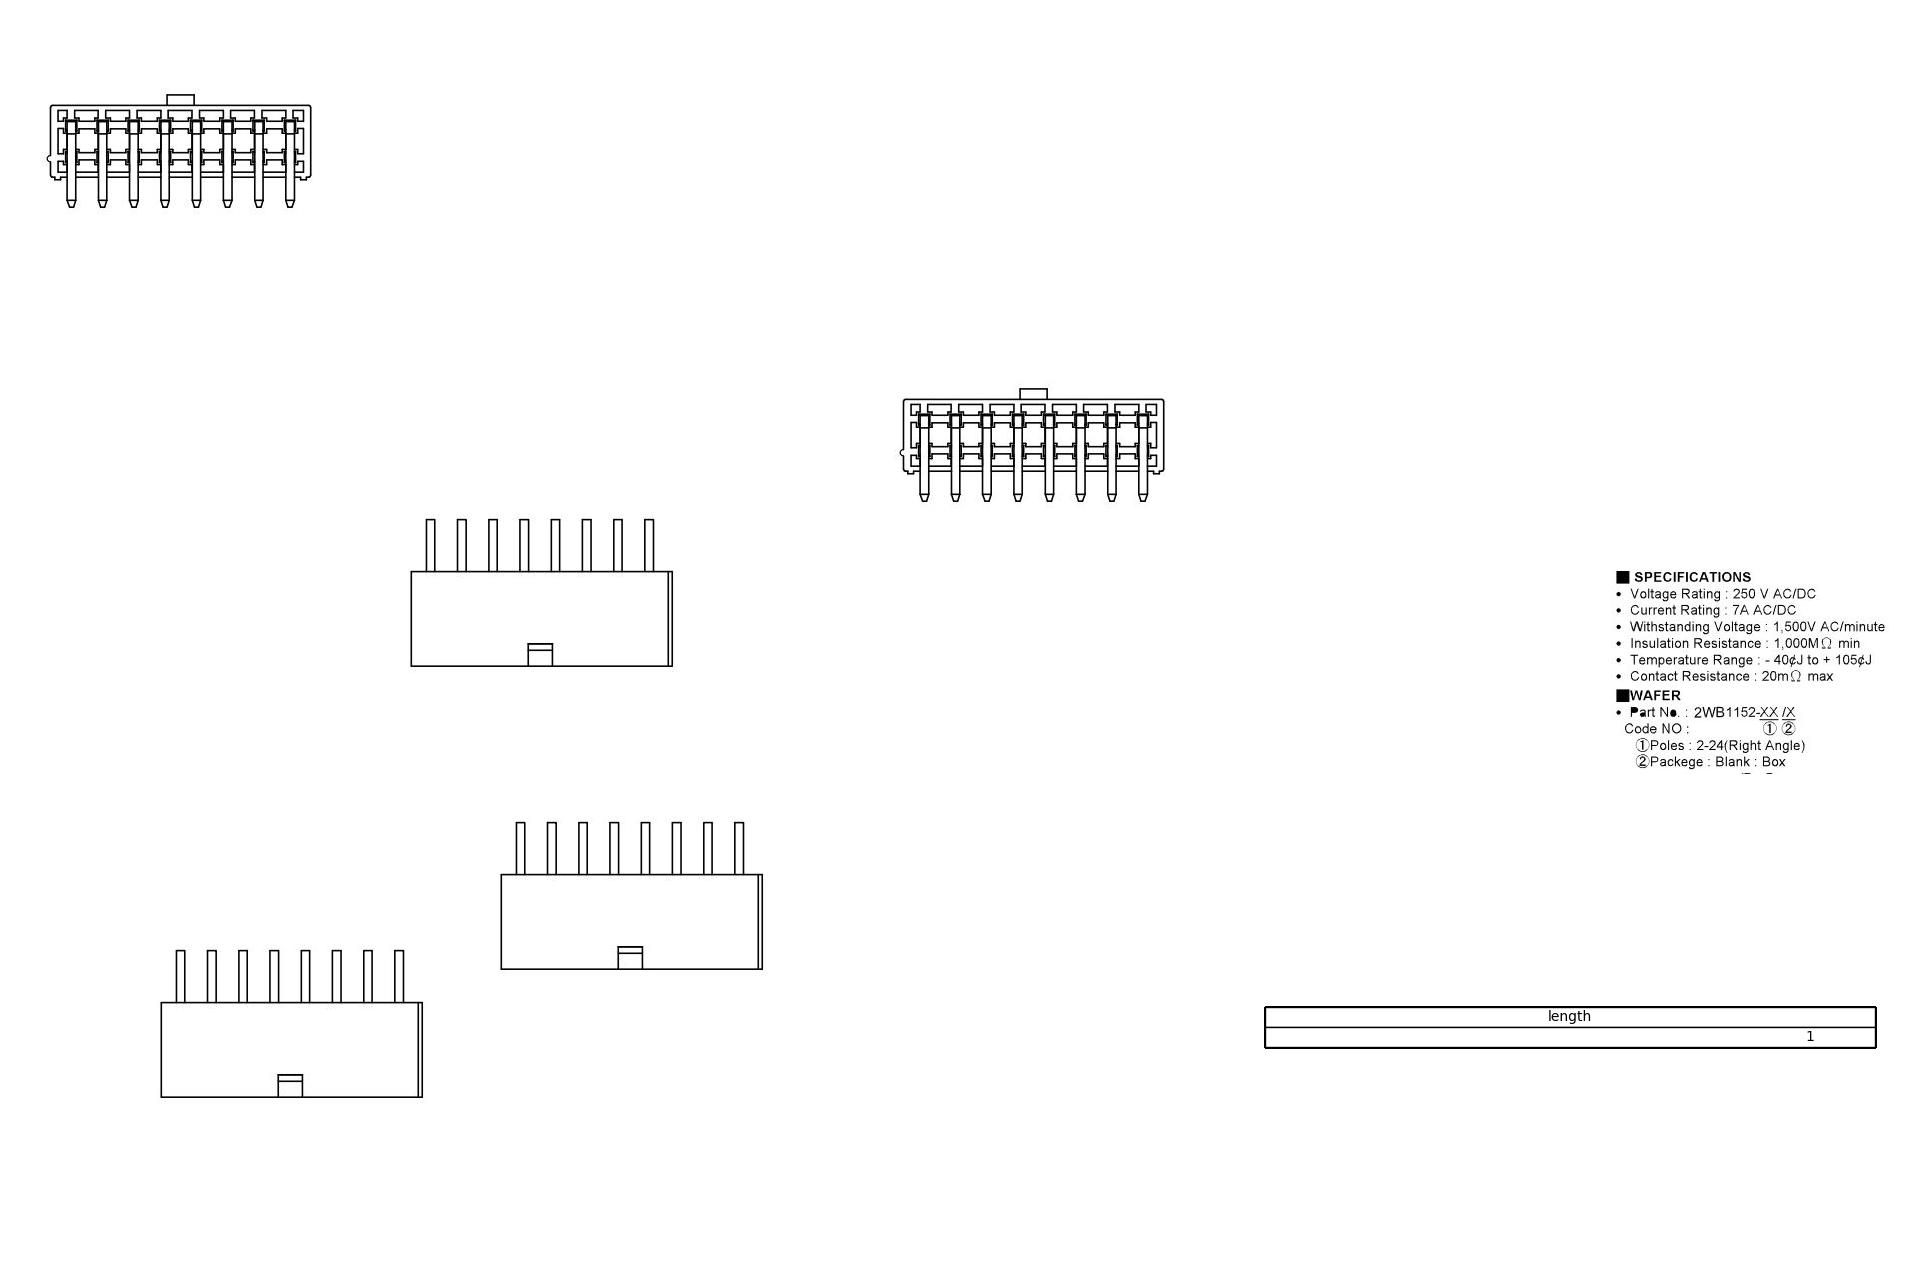 SPECIFICATIONS
• Voltage Rating : 250 V AC/DC
• Current Rating : 7A AC/DC
• Withstanding Voltage : 1,500V AC/minute
• Insulation Resistance : 1,000MΩ min
• Temperature Range : - 40¢J to + 105¢J
• Contact Resistance : 20mΩ max
WAFER
• Part No. : 2WB1152-XX /X
Code NO : ① ②
①Poles : 2-24(Right Angle)
②Packege : Blank : Box
length
1